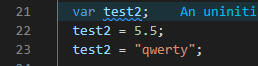 21 var test2; An uniniti
22 test2 = 5.5;
23 test2 = "qwerty";